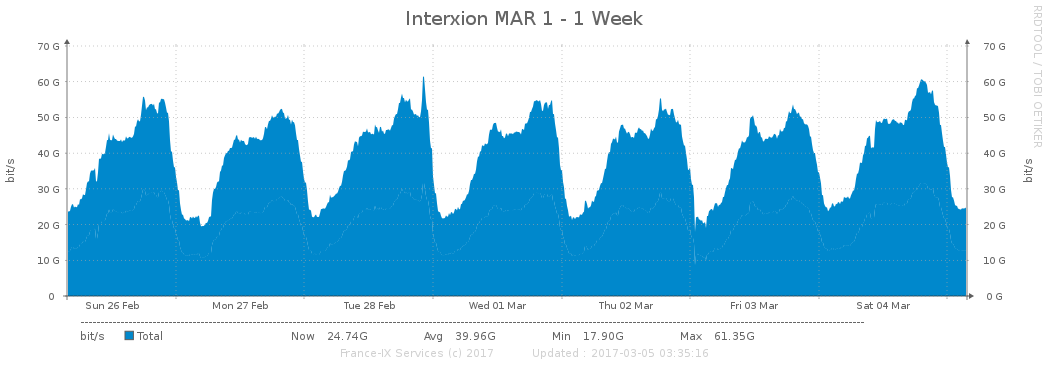 Interxion MAR 1 - 1 Week
RRDTOOL / TOBI OETIKER
70 G 70 G
60 G 60 G
50 G 50 G
40 G 40 G
30 G 30 G
20 G 20 G
10 G 10 G
0 0 G
bit/s
bit/s
Sun 26 Feb Mon 27 Feb Tue 28 Feb Wed 01 Mar Thu 02 Mar Fri 03 Mar Sat 04 Mar
bit/s Total Now 24.74G Avg 39.96G Min 17.90G Max 61.35G
France-IX Services (c) 2017 Updated : 2017-03-05 03:35:16